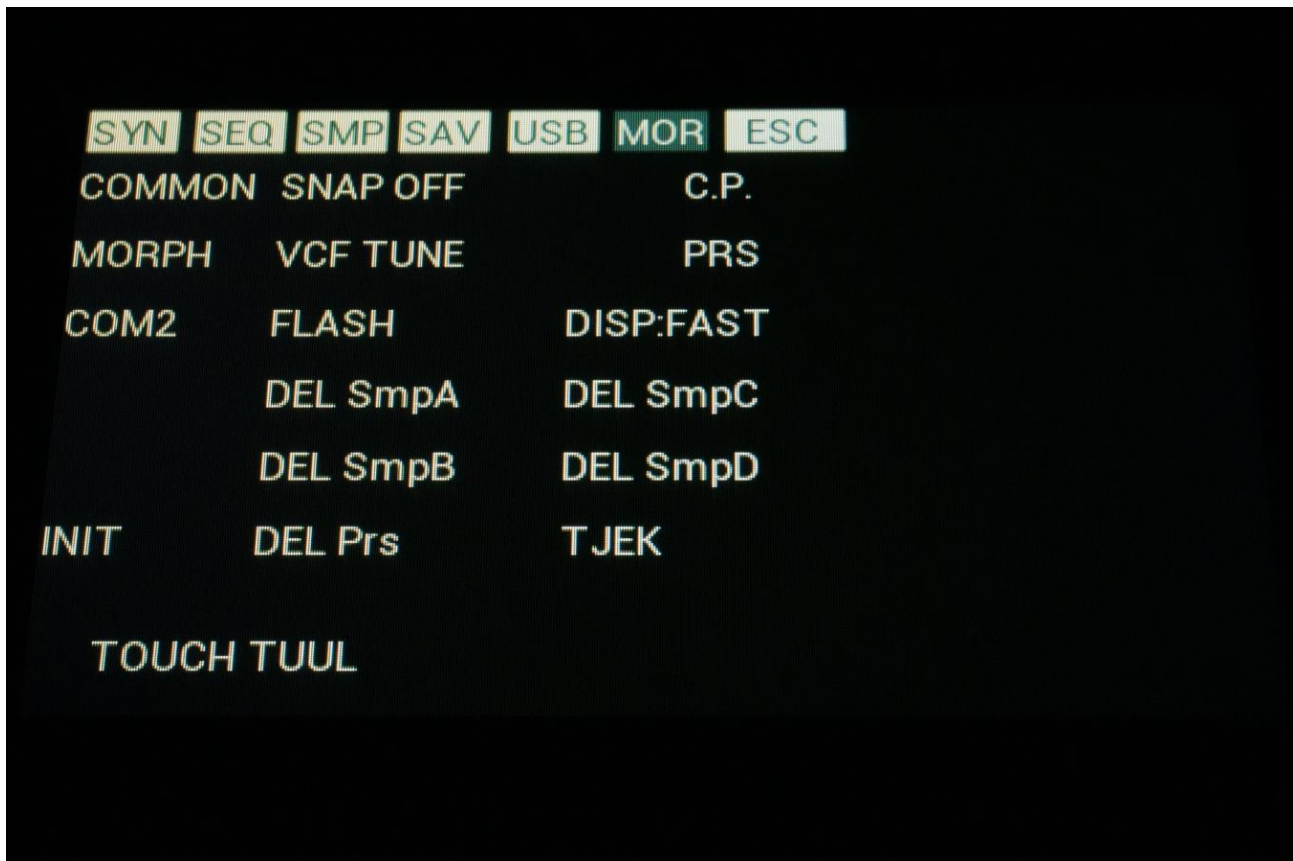 SYN SEQ SMP SAV USB MOR ESC
COMMON SNAP OFF C.P.
MORPH VCF TUNE PRS
COM2 FLASH DISP:FAST
DEL SmpA DEL SmpC
DEL SmpB DEL SmpD
INIT DEL Prs TJEK
TOUCH TUUL